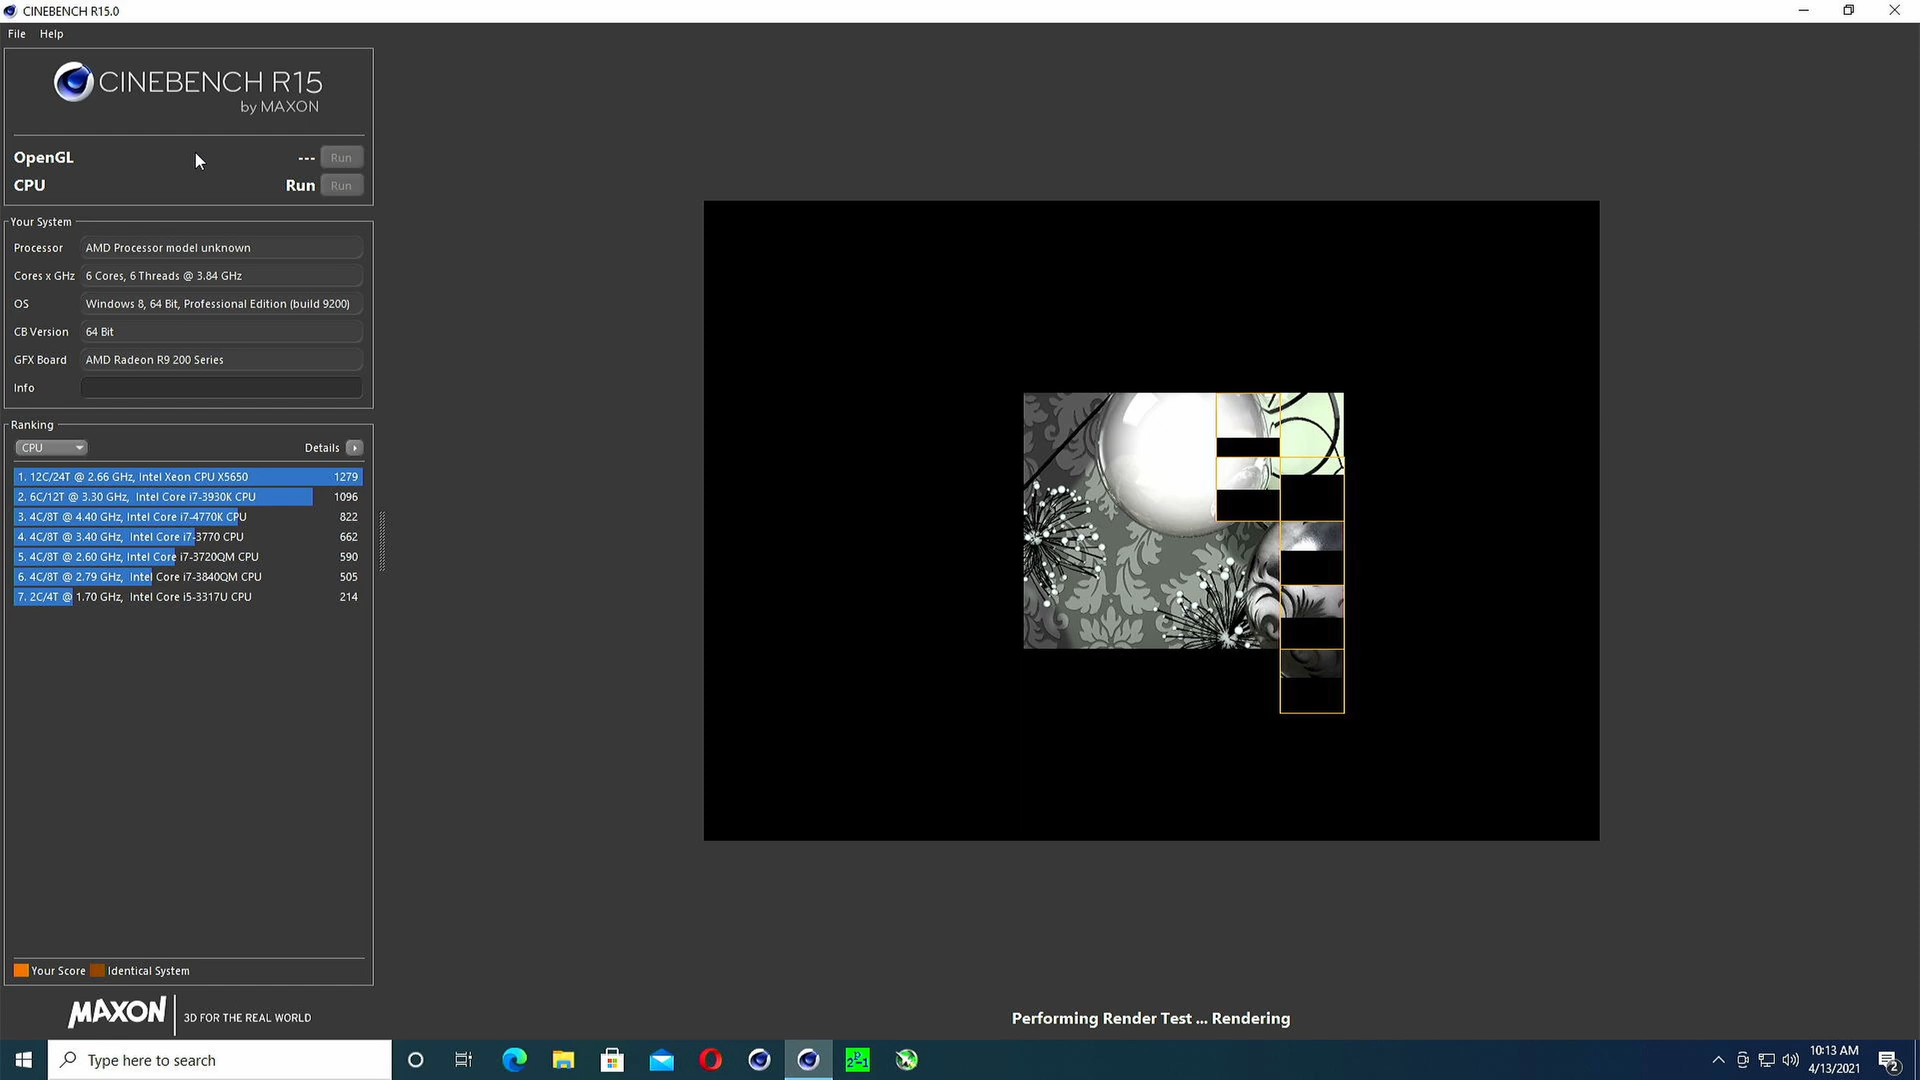 CINEBENCH R15.0
File Help
CINEBENCH R15
by MAXON
OpenGL --- Run
CPU Run Run
Your System
Processor AMD Processor model unknown
Cores x GHz 6 Cores, 6 Threads @ 3.84 GHz
OS Windows 8, 64 Bit, Professional Edition (build 9200)
CB Version 64 Bit
GFX Board AMD Radeon R9 200 Series
Info
Ranking
CPU Details
1. 12C/24T @ 2.66 GHz, Intel Xeon CPU X5650 1279
2. 6C/12T @ 3.30 GHz, Intel Core i7-3930K CPU 1096
3. 4C/8T @ 4.40 GHz, Intel Core i7-4770K CPU 822
4. 4C/8T @ 3.40 GHz, Intel Core i7-3770 CPU 662
5. 4C/8T @ 2.60 GHz, Intel Core i7-3720QM CPU 590
6. 4C/8T @ 2.79 GHz, Intel Core i7-3840QM CPU 505
7. 2C/4T @ 1.70 GHz, Intel Core i5-3317U CPU 214
Your Score Identical System
MAXON 3D FOR THE REAL WORLD
Performing Render Test ... Rendering
Type here to search
P
2^-1
10:13 AM
4/13/2021
2